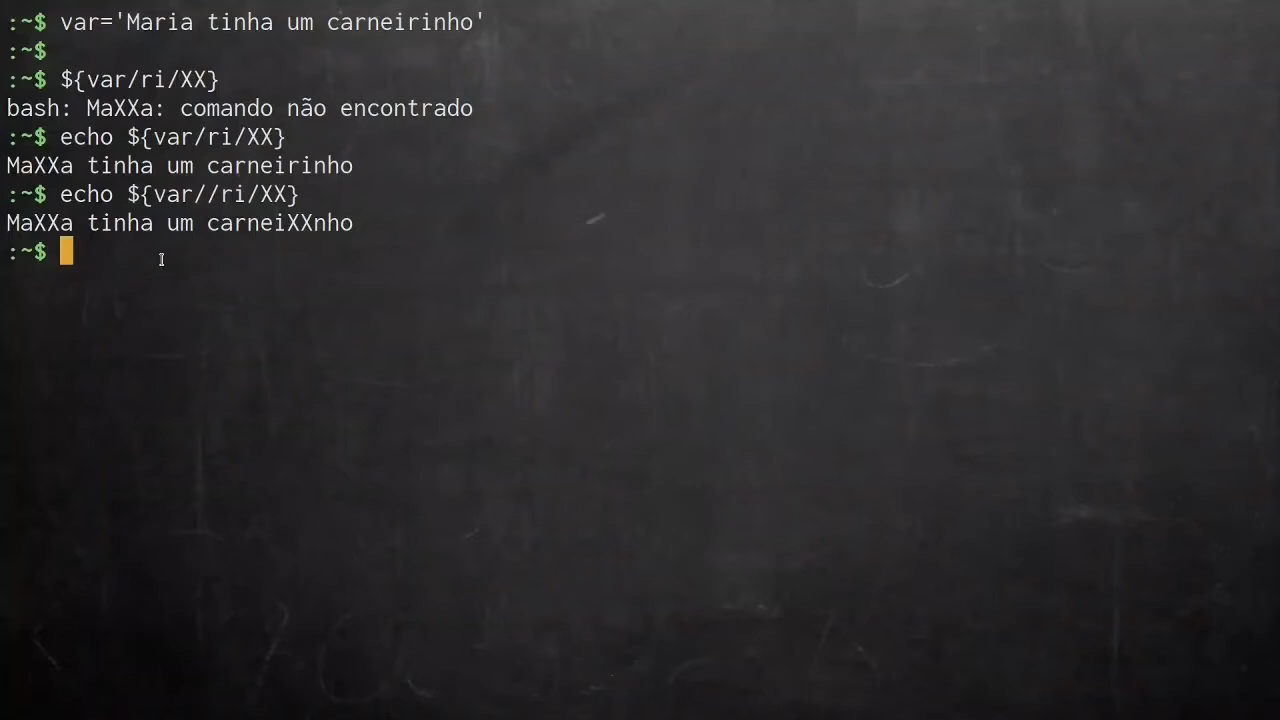 :~$ var='Maria tinha um carneirinho'
:~$
:~$ ${var/ri/XX}
bash: MaXXa: comando não encontrado
:~$ echo ${var/ri/XX}
MaXXa tinha um carneirinho
:~$ echo ${var//ri/XX}
MaXXa tinha um carneiXXnho
:~$